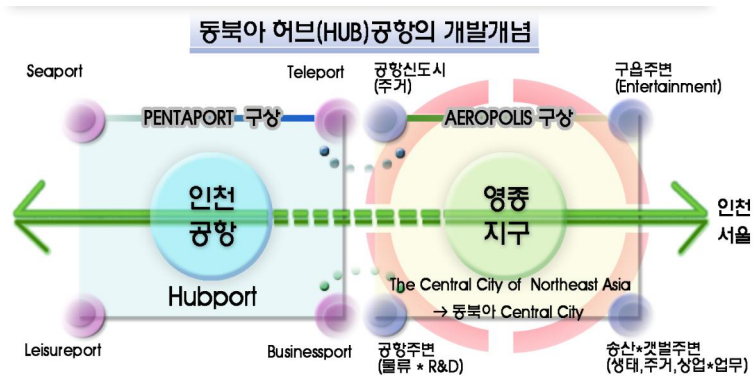 동북아 허브(HUB)공항의 개발개념
Seaport
Teleport
공항신도시
(주거)
구읍주변
(Entertainment)
PENTAPORT 구상
AEROPOLIS 구상
인천
공항
영종
지구
인천
서울
Hubport
The Central City of Northeast Asia
→ 동북아 Central City
Leisureport
Businessport
공항주변
(물류 * R&D)
송산*갯벌주변
(생태,주거,상업*업무)